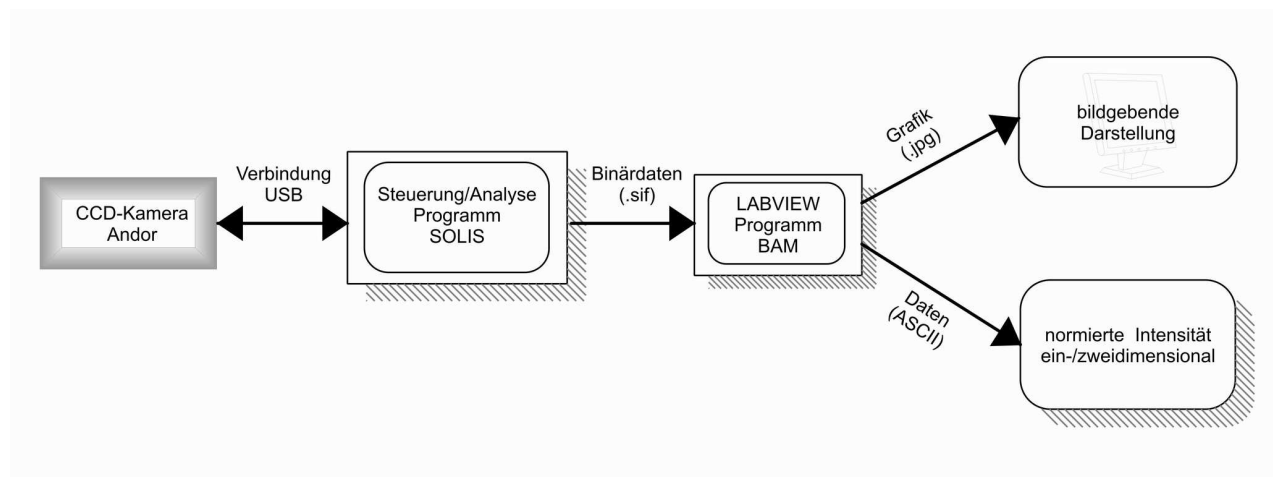 CCD-Kamera
Andor
Verbindung
USB
Steuerung/Analyse
Programm
SOLIS
Binärdaten
(.sif)
LABVIEW
Programm
BAM
Grafik
(.jpg)
bildgebende
Darstellung
Daten
(ASCII)
normierte Intensität
ein-/zweidimensional